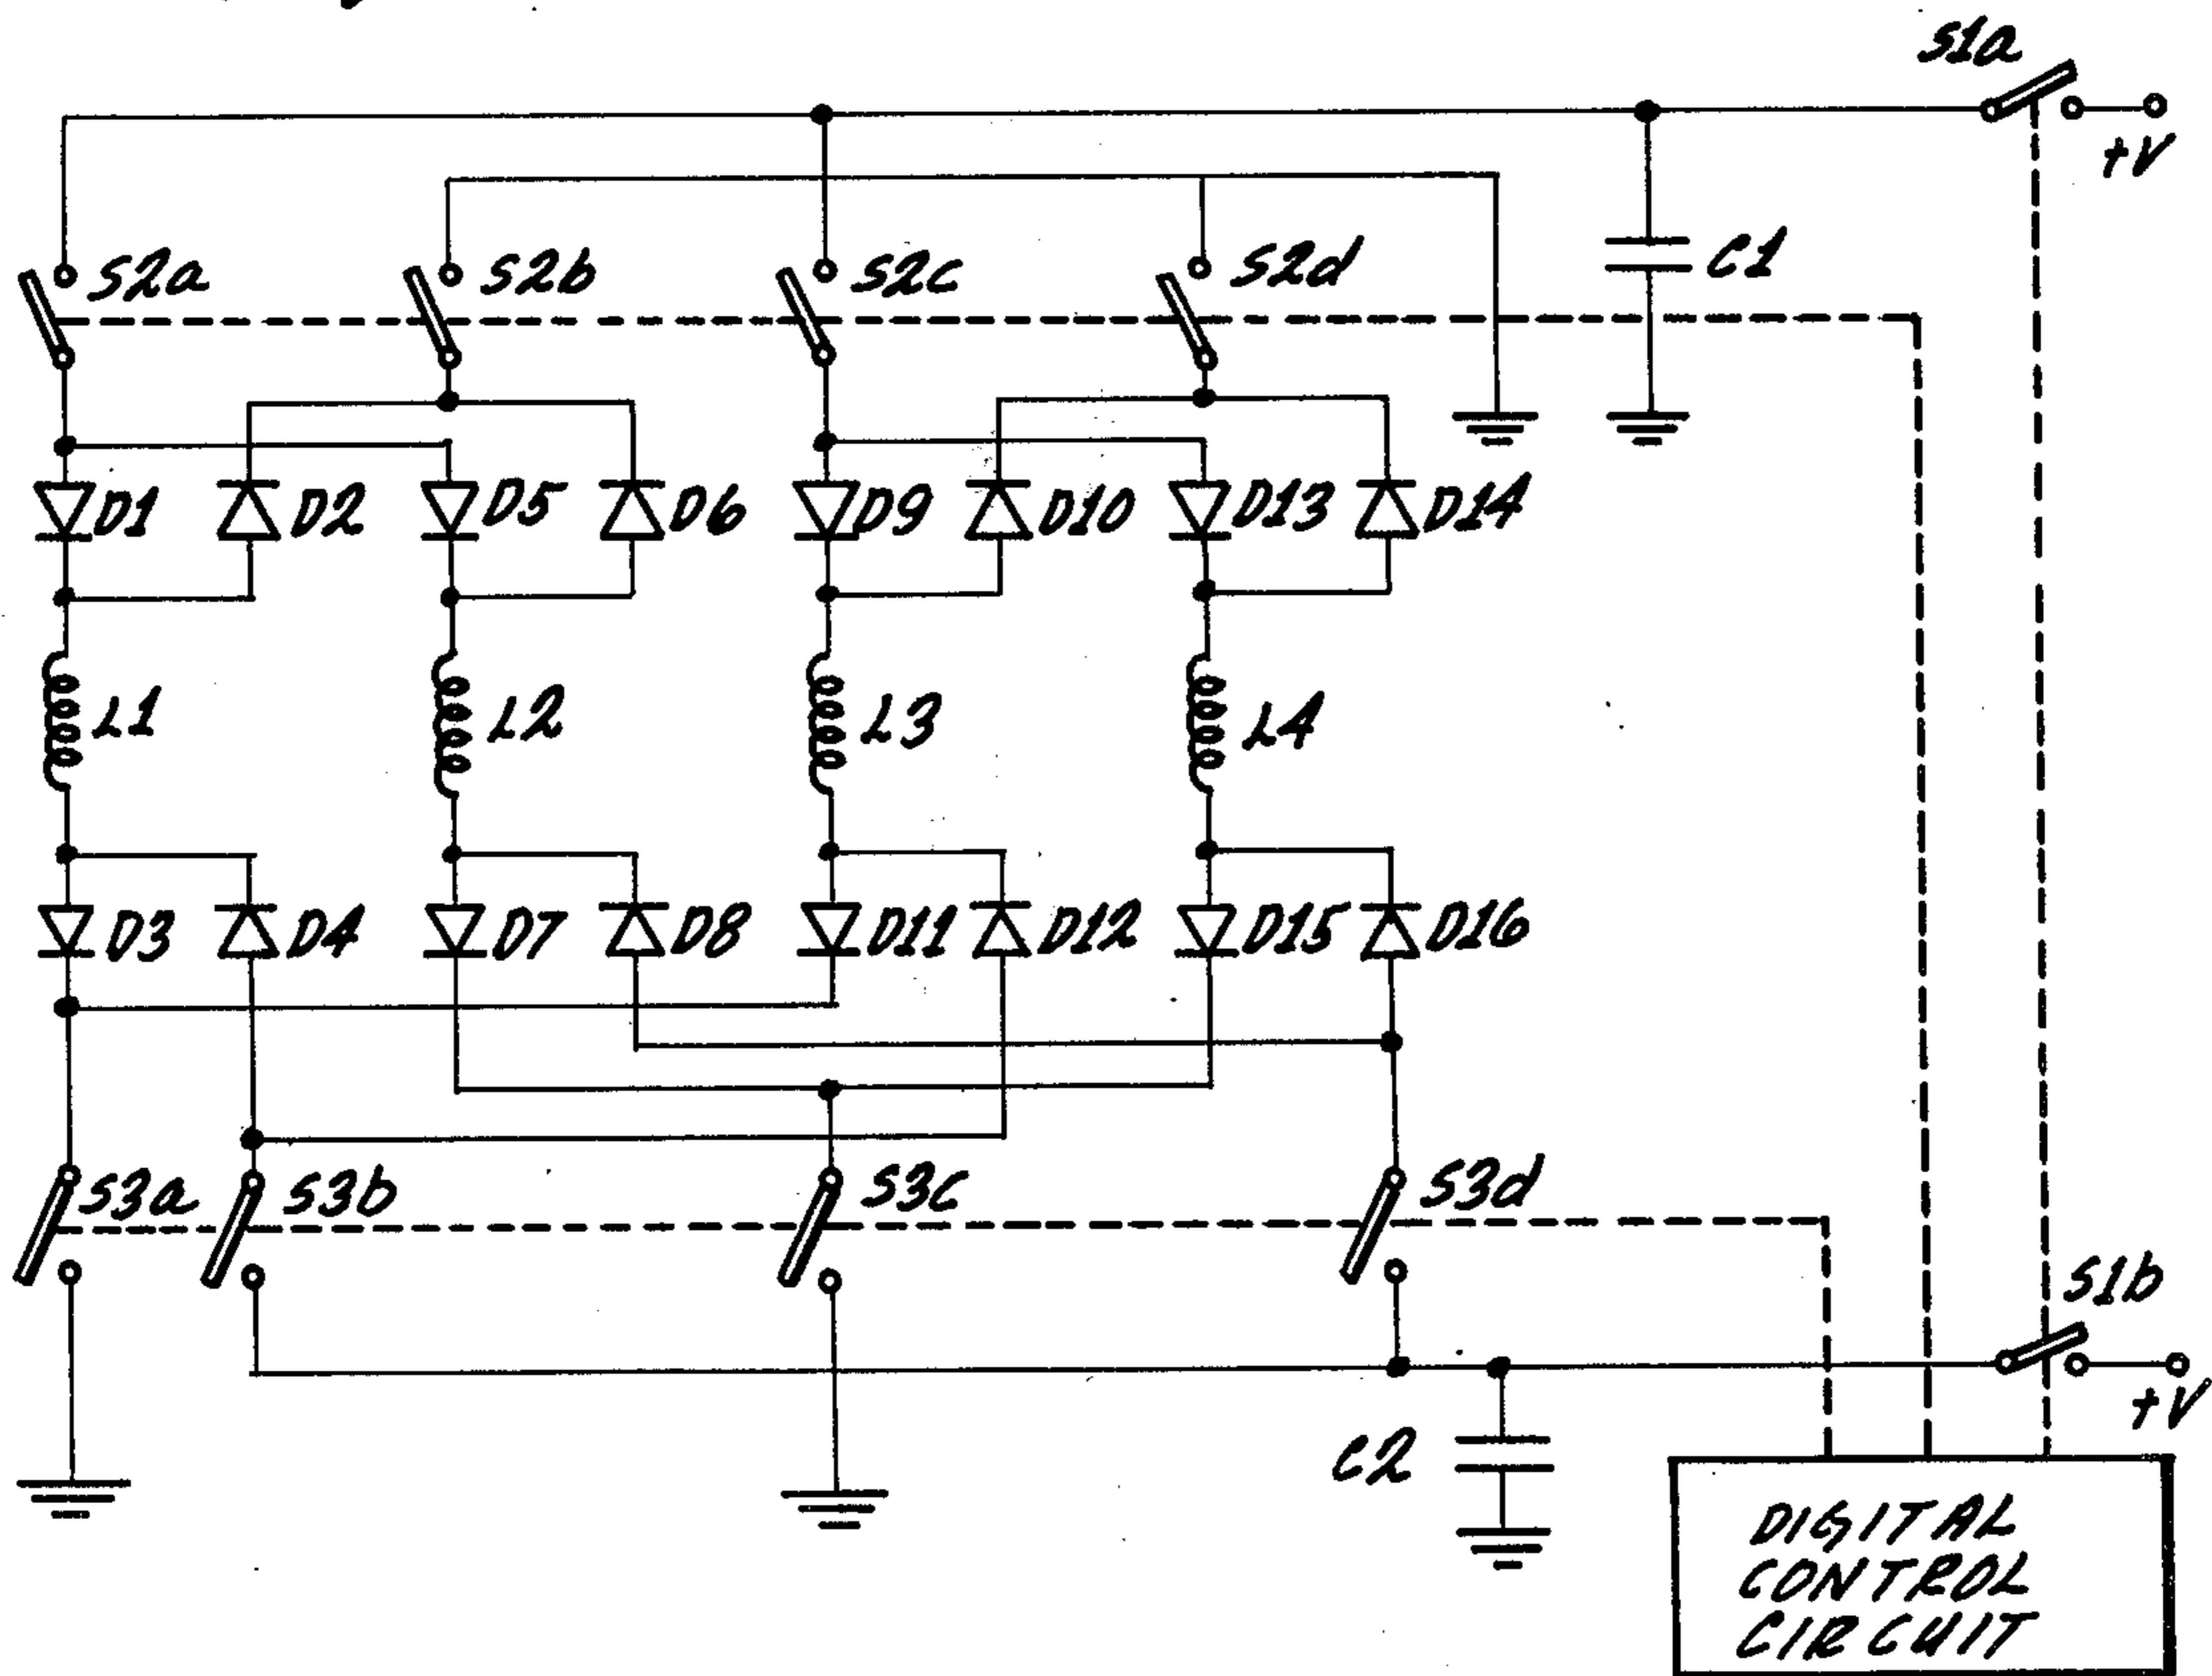 S1a
+V
S2a
S2b
S2c
S2d
C1
D1
D2
D5
D6
D9
D10
D13
D14
L1
L2
L3
L4
D3
D4
D7
D8
D11
D12
D15
D16
S3a
S3b
S3c
S3d
S1b
+V
C2
DIGITAL
CONTROL
CIRCUIT